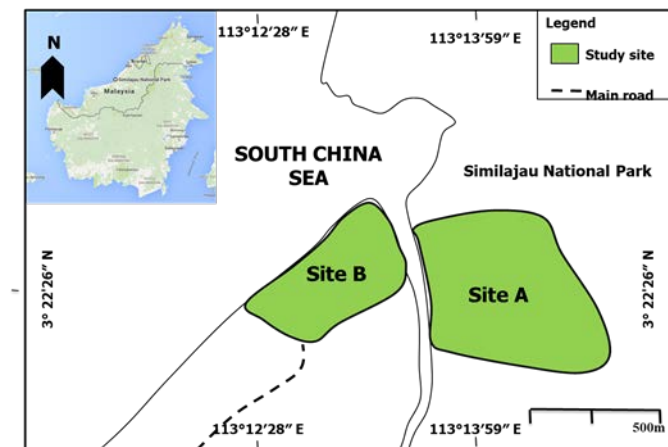 113°12'28" E
113°13'59" E
Legend
Study site
Main road
N
Similajau National Park
Malaysia
SOUTH CHINA
SEA
Similajau National Park
3° 22'26" N
Site B
Site A
3° 22'26" N
113°12'28" E
113°13'59" E
500m